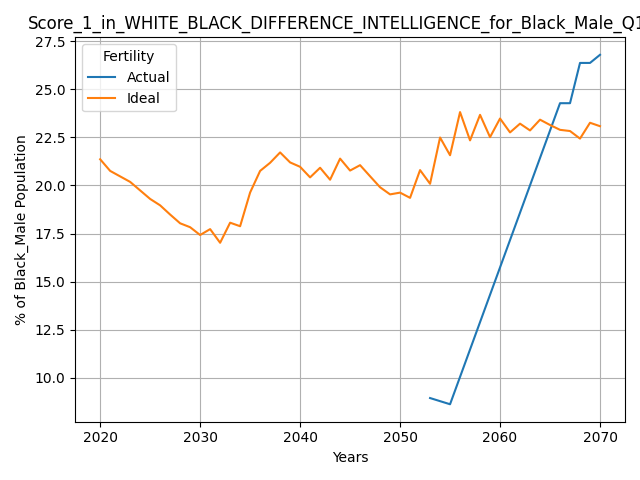 Score_1_in_WHITE_BLACK_DIFFERENCE_INTELLIGENCE_for_Black_Male_Q1
27.5
25.0
22.5
20.0
17.5
15.0
12.5
10.0
% of Black_Male Population
Fertility
Actual
Ideal
2020 2030 2040 2050 2060 2070
Years